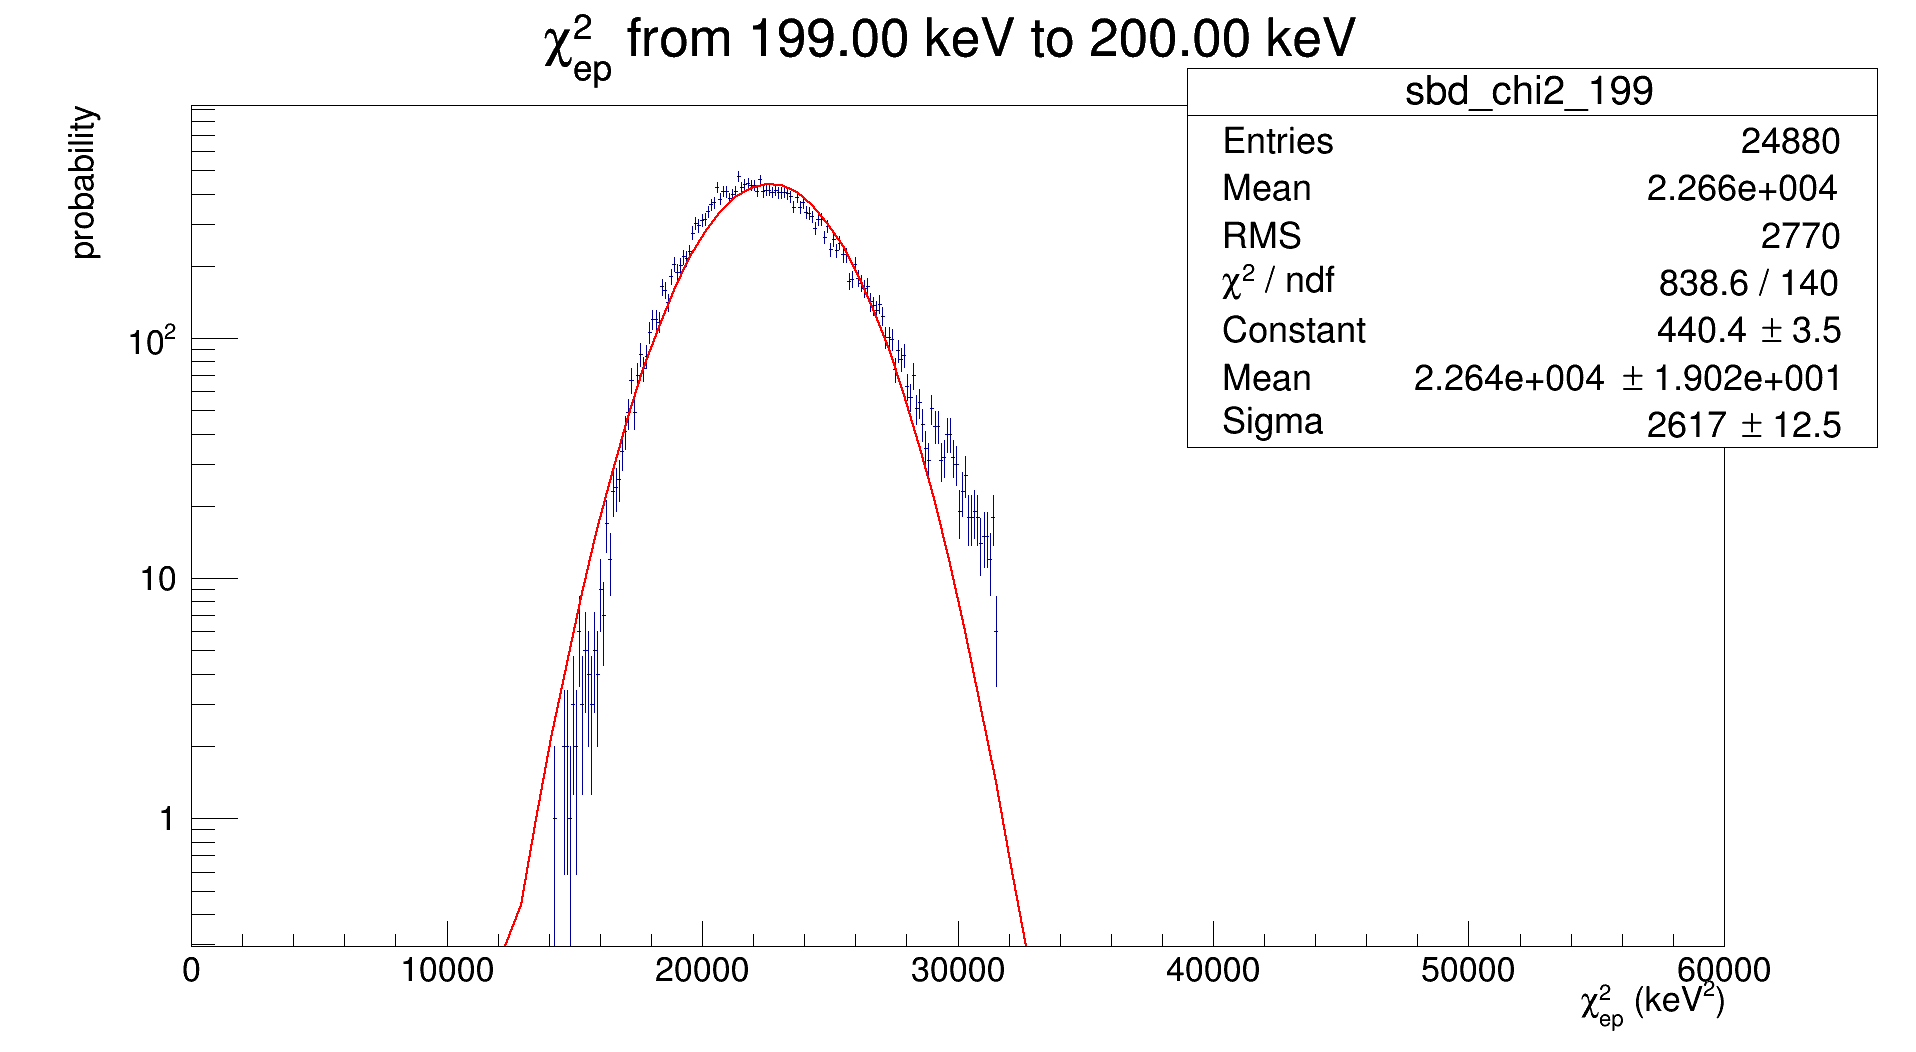 χ²ep from 199.00 keV to 200.00 keV
sbd_chi2_199
Entries 24880
Mean 2.266e+004
RMS 2770
χ² / ndf 838.6 / 140
Constant 440.4 ± 3.5
Mean 2.264e+004 ± 1.902e+001
Sigma 2617 ± 12.5
probability
10²
10
1
0 10000 20000 30000 40000 50000 60000
χ²ep (keV²)